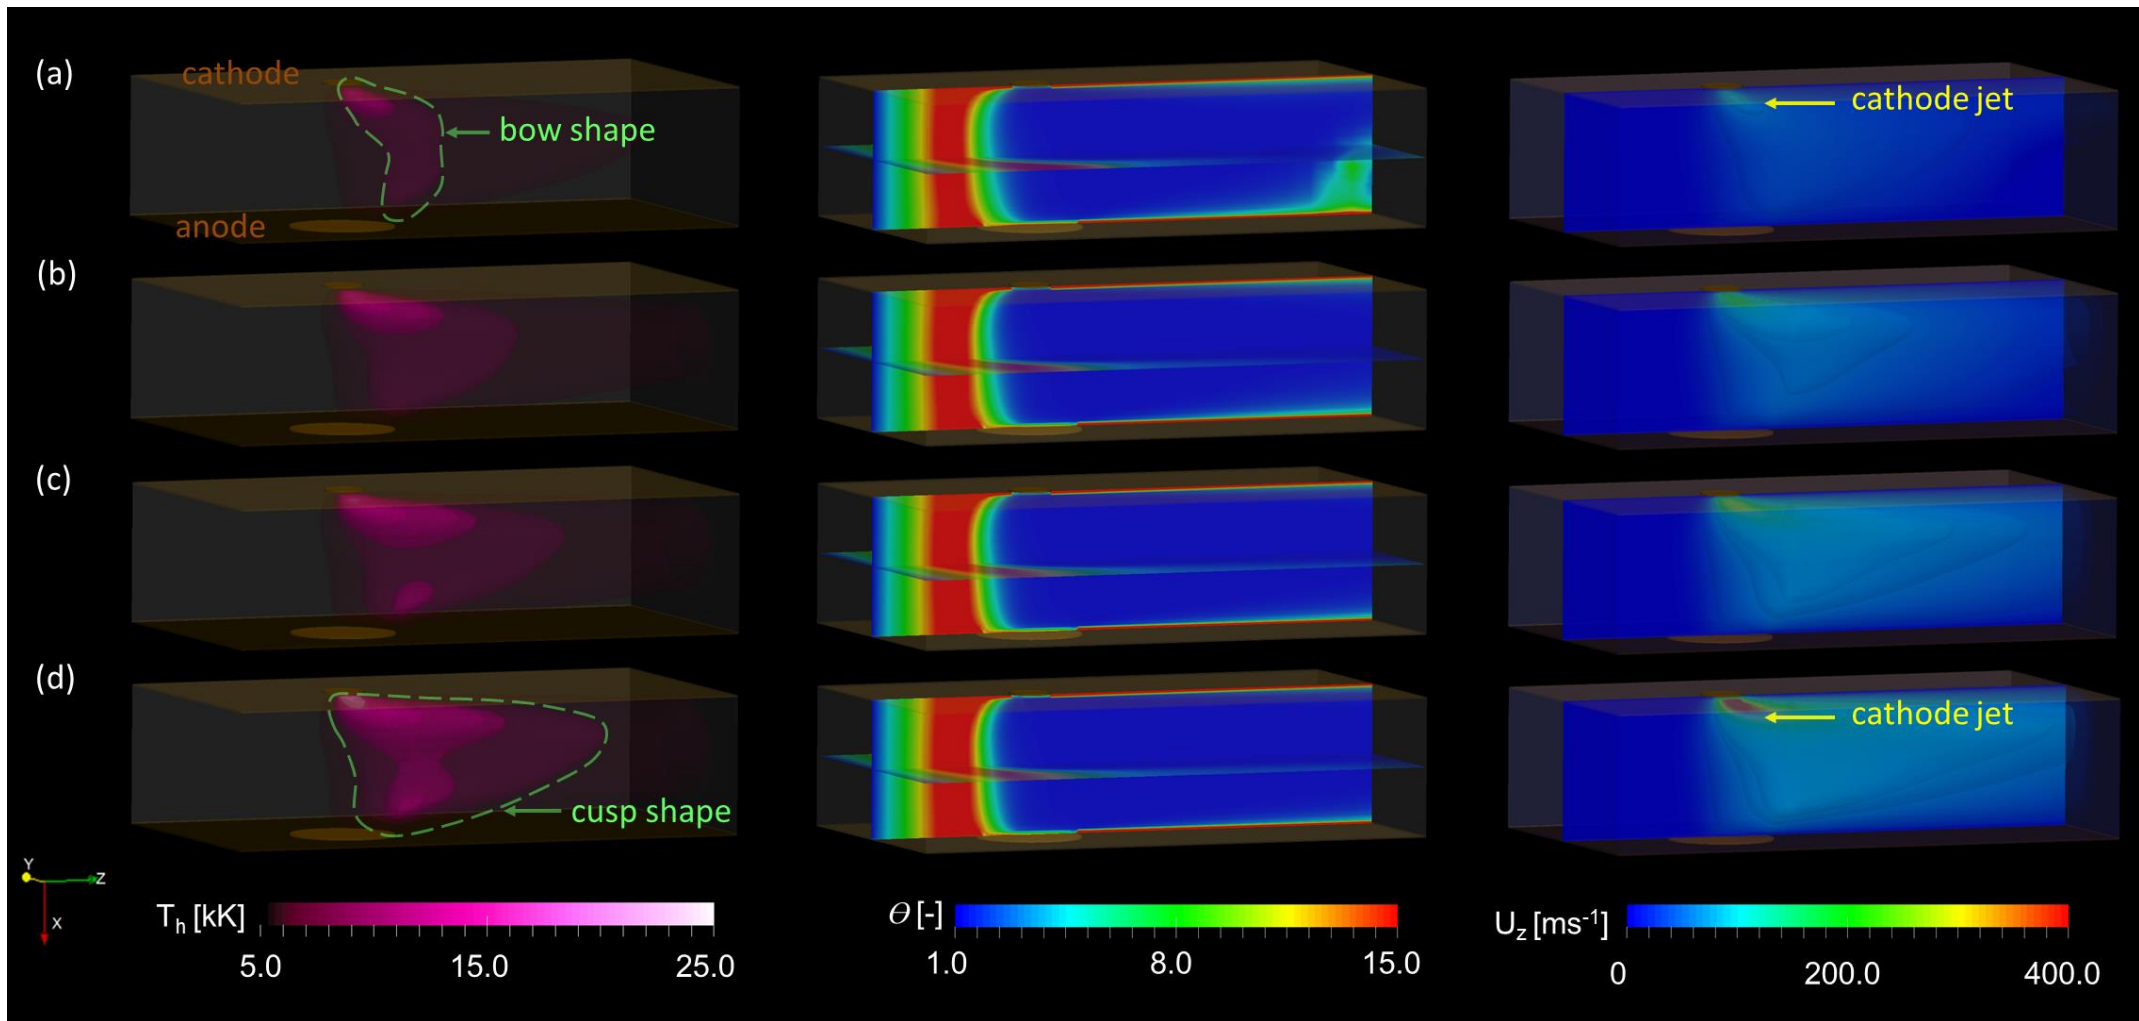 (a)
cathode
bow shape
anode
cathode jet
(b)
(c)
(d)
cusp shape
cathode jet
Y
Z
X
Tₕ [kK]
5.0 15.0 25.0
Θ [-]
1.0 8.0 15.0
U_z [ms⁻¹]
0 200.0 400.0